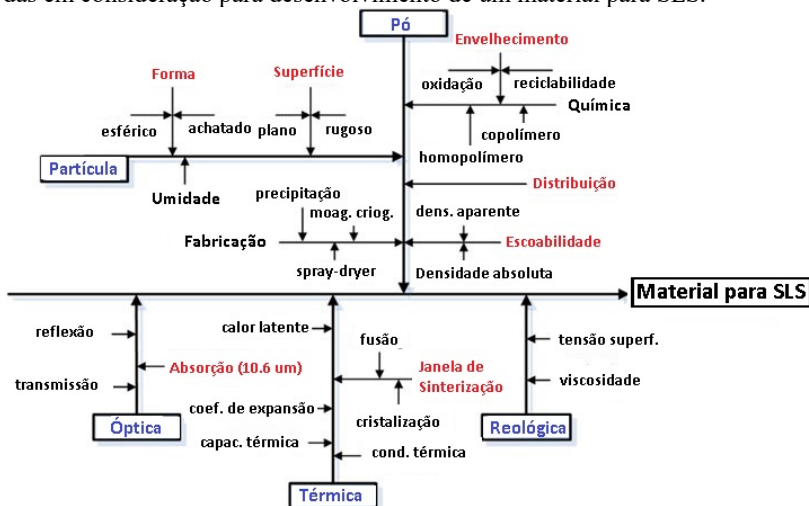 das em consideração para desenvolvimento de um material para SLS.
Pó
Envelhecimento
Forma
Superfície
oxidação
reciclabilidade
esférico
achatado
plano
rugoso
Química
copolímero
homopolímero
Partícula
Umidade
Distribuição
precipitação
moag. criog.
dens. aparente
Fabricação
Escoabilidade
spray-dryer
Densidade absoluta
Material para SLS
reflexão
calor latente
fusão
tensão superf.
Absorção (10.6 um)
Janela de
Sinterização
transmissão
viscosidade
coef. de expansão
cristalização
Óptica
Reológica
capac. térmica
cond. térmica
Térmica